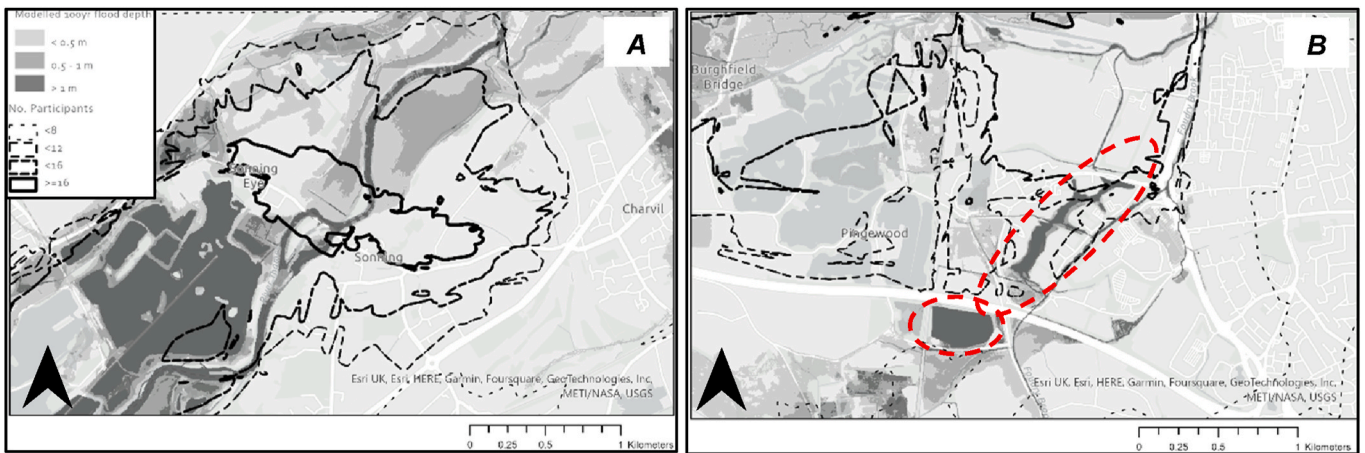 Modelled 200yr flood depth
< 0.5 m
0.5 - 1 m
> 1 m
No. Participants
<8
<12
<16
>=16
A
Sonning
Eye
Sonning
Charvil
Esri UK, Esri, HERE, Garmin, Foursquare, GeoTechnologies, Inc,
METI/NASA, USGS
0 0.25 0.5 1 Kilometers
B
Burghfield
Bridge
Pingewood
Esri UK, Esri, HERE, Garmin, Foursquare, GeoTechnologies, Inc,
METI/NASA, USGS
0 0.25 0.5 1 Kilometers